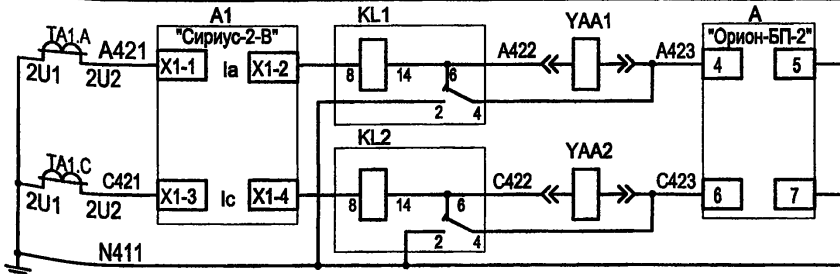 A1 KL1 YAA1 A
TA1.A A421 "Сириус-2-В" A422 A423 "Орион-БП-2"
2U1 2U2 X1-1 Ia X1-2 8 14 6 4 5
2 4
KL2
TA1.C YAA2
C421 C422 C423
2U1 2U2 X1-3 Ic X1-4 8 14 6 6 7
2 4
N411